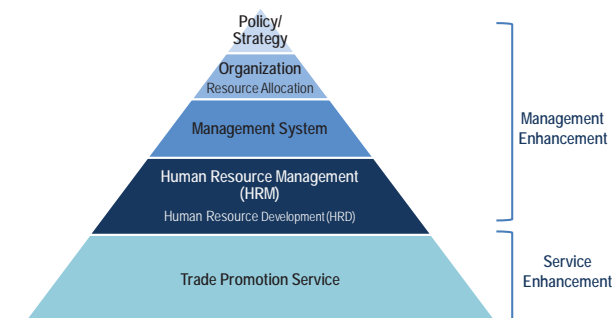 Policy/
Strategy
Organization
Resource Allocation
Management System
Human Resource Management
(HRM)
Human Resource Development (HRD)
Trade Promotion Service
Management
Enhancement
Service
Enhancement